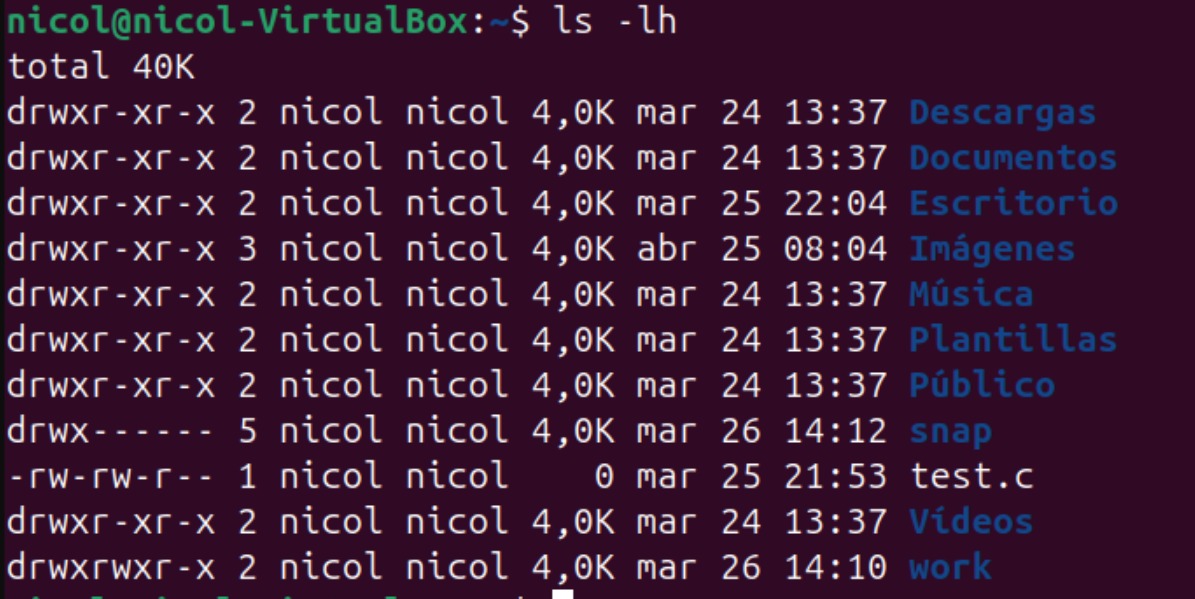 nicol@nicol-VirtualBox:~$ ls -lh
total 40K
drwxr-xr-x 2 nicol nicol 4,0K mar 24 13:37 Descargas
drwxr-xr-x 2 nicol nicol 4,0K mar 24 13:37 Documentos
drwxr-xr-x 2 nicol nicol 4,0K mar 25 22:04 Escritorio
drwxr-xr-x 3 nicol nicol 4,0K abr 25 08:04 Imágenes
drwxr-xr-x 2 nicol nicol 4,0K mar 24 13:37 Música
drwxr-xr-x 2 nicol nicol 4,0K mar 24 13:37 Plantillas
drwxr-xr-x 2 nicol nicol 4,0K mar 24 13:37 Público
drwx------ 5 nicol nicol 4,0K mar 26 14:12 snap
-rw-rw-r-- 1 nicol nicol    0 mar 25 21:53 test.c
drwxr-xr-x 2 nicol nicol 4,0K mar 24 13:37 Vídeos
drwxrwxr-x 2 nicol nicol 4,0K mar 26 14:10 work